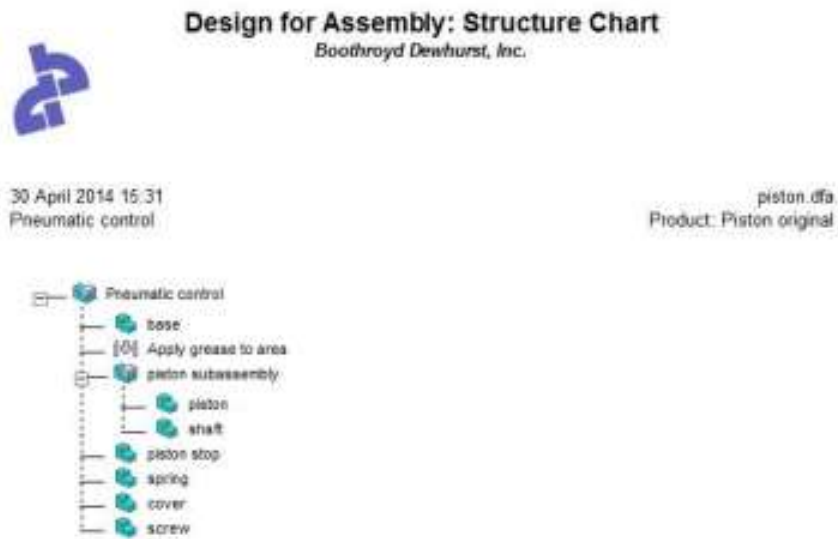 Design for Assembly: Structure Chart
Boothroyd Dewhurst, Inc.
30 April 2014 15:31
piston.dfa
Pneumatic control
Product: Piston original
Pneumatic control
base
Apply grease to area
piston subassembly
piston
shaft
piston stop
spring
cover
screw